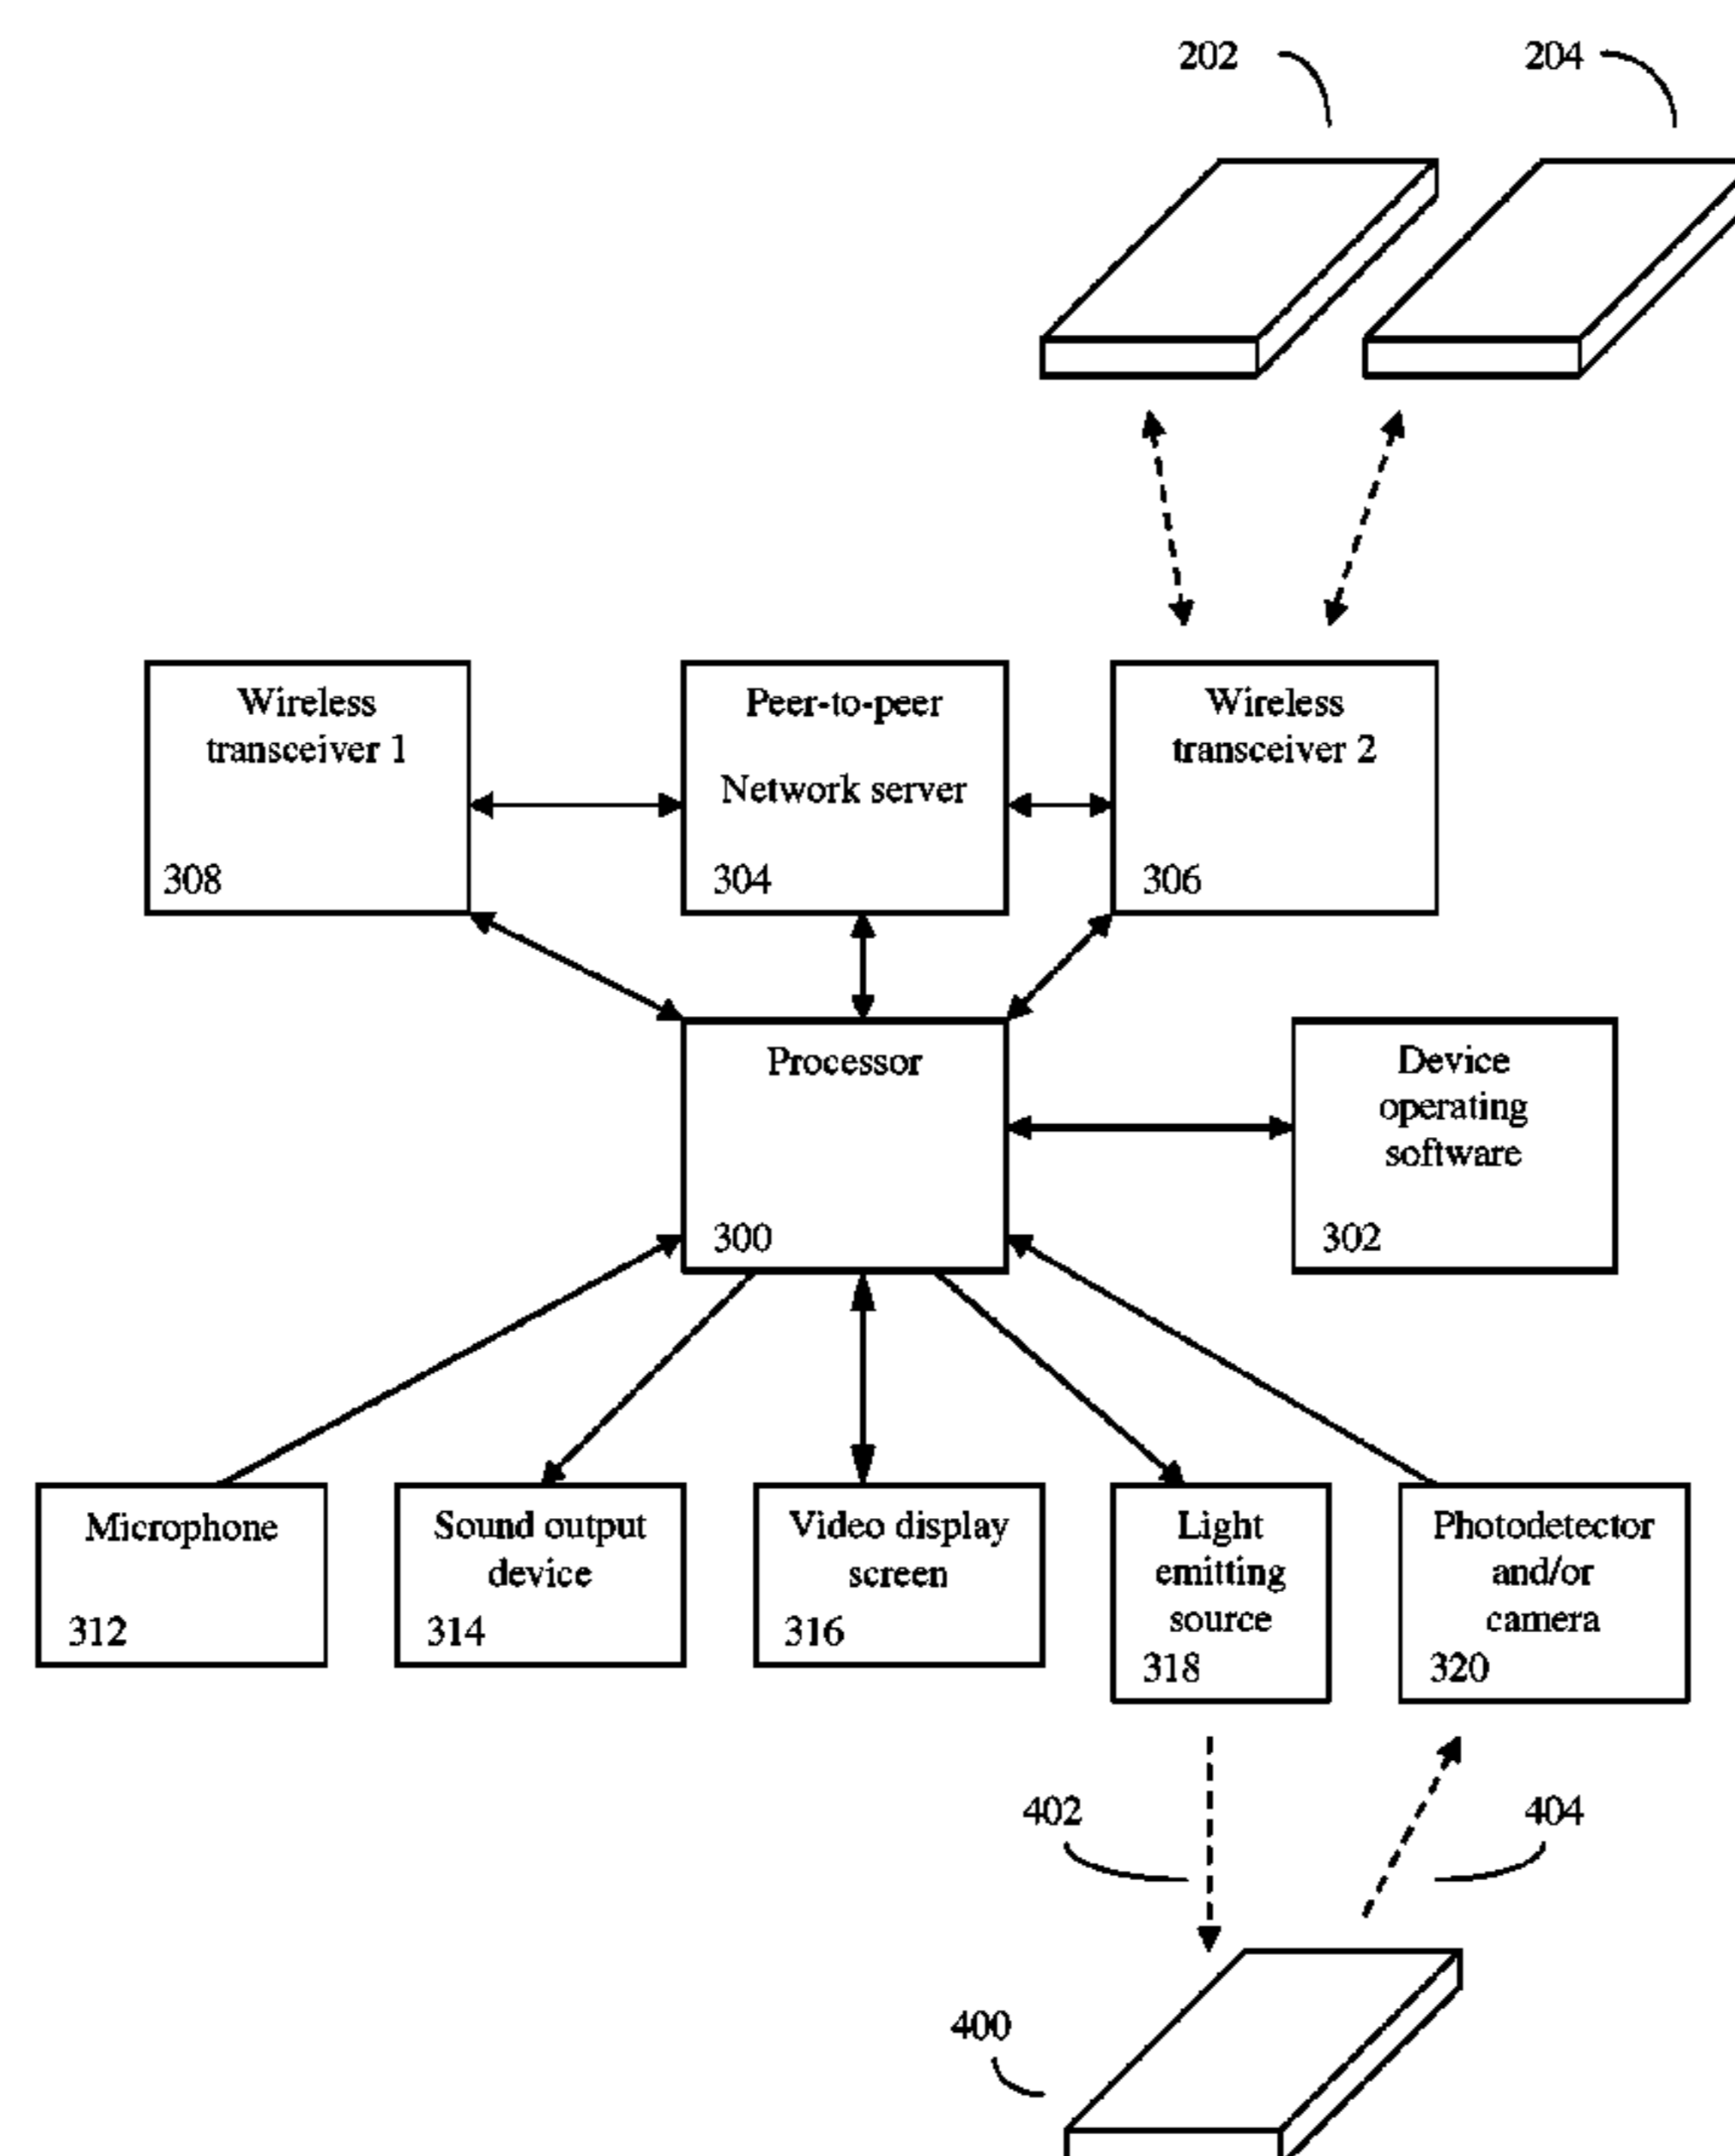 202
204
Wireless
transceiver 1
308
Peer-to-peer
Network server
304
Wireless
transceiver 2
306
Processor
300
Device
operating
software
302
Microphone
312
Sound output
device
314
Video display
screen
316
Light
emitting
source
318
Photodetector
and/or
camera
320
402
404
400